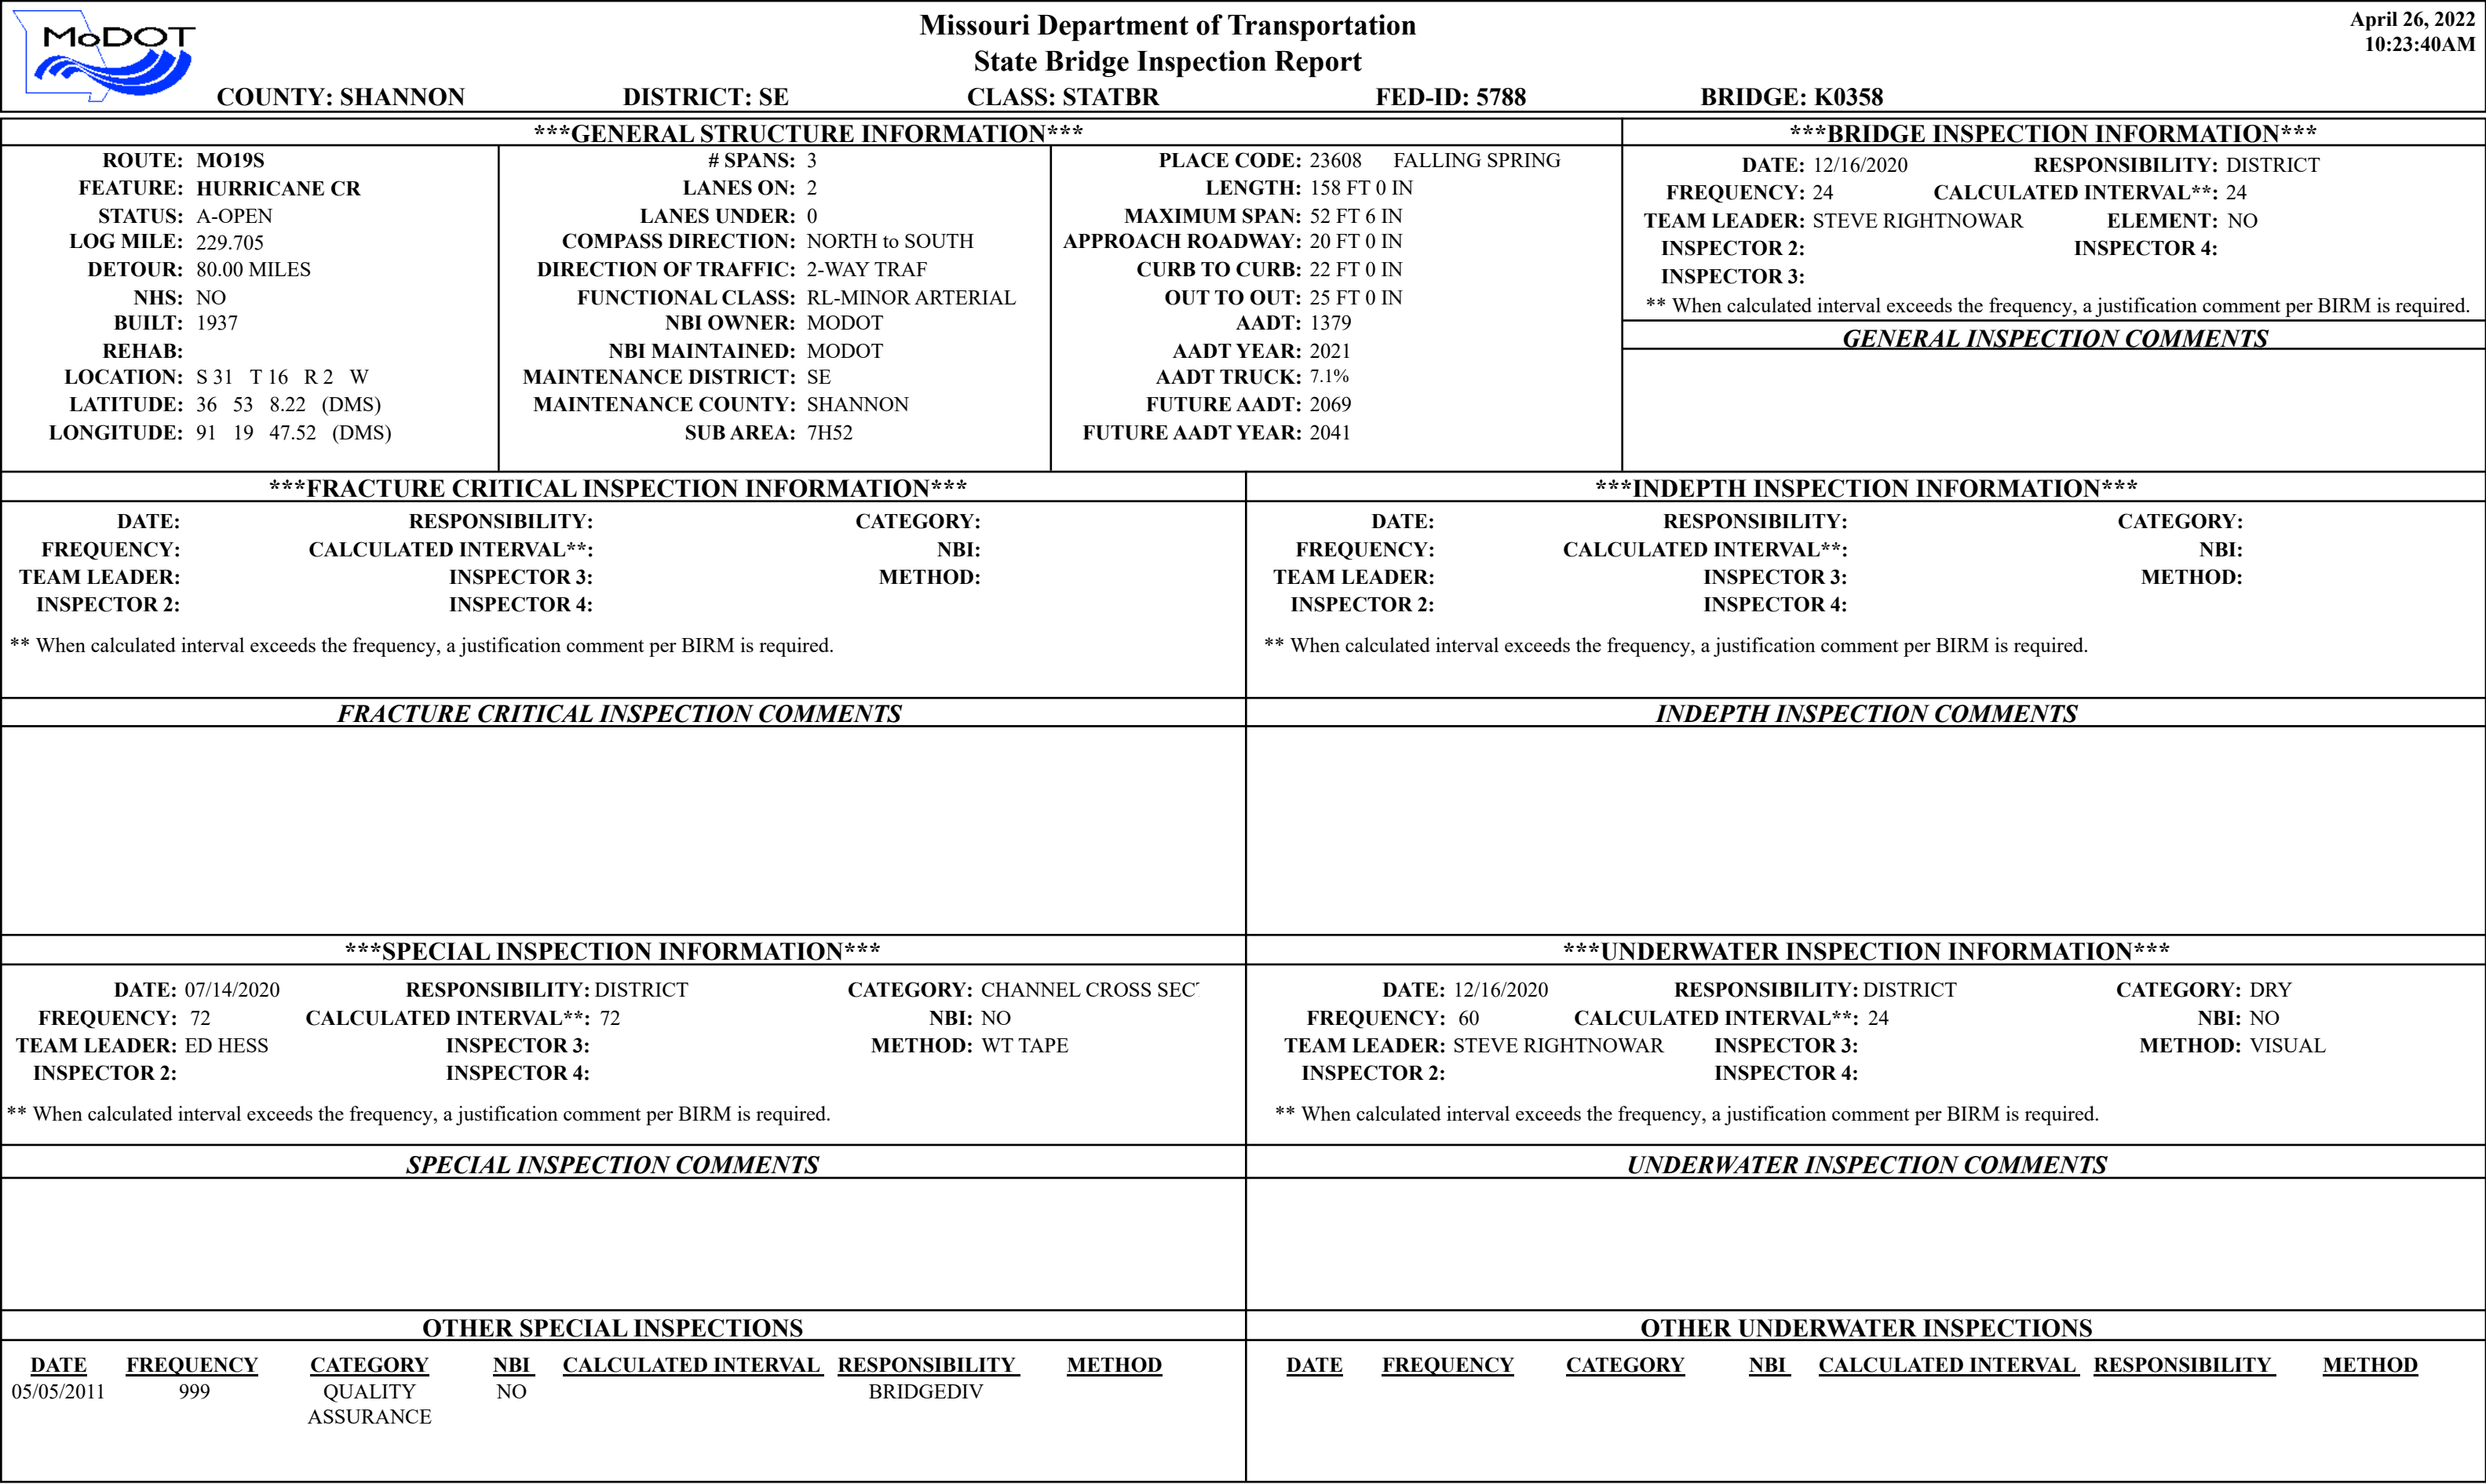 MoDOT
Missouri Department of Transportation
State Bridge Inspection Report
April 26, 2022
10:23:40AM
COUNTY: SHANNON DISTRICT: SE CLASS: STATBR FED-ID: 5788 BRIDGE: K0358
***GENERAL STRUCTURE INFORMATION***
ROUTE: MO19S
FEATURE: HURRICANE CR
STATUS: A-OPEN
LOG MILE: 229.705
DETOUR: 80.00 MILES
NHS: NO
BUILT: 1937
REHAB:
LOCATION: S 31 T 16 R 2 W
LATITUDE: 36 53 8.22 (DMS)
LONGITUDE: 91 19 47.52 (DMS)
# SPANS: 3
LANES ON: 2
LANES UNDER: 0
COMPASS DIRECTION: NORTH to SOUTH
DIRECTION OF TRAFFIC: 2-WAY TRAF
FUNCTIONAL CLASS: RL-MINOR ARTERIAL
NBI OWNER: MODOT
NBI MAINTAINED: MODOT
MAINTENANCE DISTRICT: SE
MAINTENANCE COUNTY: SHANNON
SUB AREA: 7H52
PLACE CODE: 23608 FALLING SPRING
LENGTH: 158 FT 0 IN
MAXIMUM SPAN: 52 FT 6 IN
APPROACH ROADWAY: 20 FT 0 IN
CURB TO CURB: 22 FT 0 IN
OUT TO OUT: 25 FT 0 IN
AADT: 1379
AADT YEAR: 2021
AADT TRUCK: 7.1%
FUTURE AADT: 2069
FUTURE AADT YEAR: 2041
***BRIDGE INSPECTION INFORMATION***
DATE: 12/16/2020 RESPONSIBILITY: DISTRICT
FREQUENCY: 24 CALCULATED INTERVAL**: 24
TEAM LEADER: STEVE RIGHTNOWAR ELEMENT: NO
INSPECTOR 2: INSPECTOR 4:
INSPECTOR 3:
** When calculated interval exceeds the frequency, a justification comment per BIRM is required.
GENERAL INSPECTION COMMENTS
***FRACTURE CRITICAL INSPECTION INFORMATION***
DATE: RESPONSIBILITY: CATEGORY:
FREQUENCY: CALCULATED INTERVAL**: NBI:
TEAM LEADER: INSPECTOR 3: METHOD:
INSPECTOR 2: INSPECTOR 4:
** When calculated interval exceeds the frequency, a justification comment per BIRM is required.
FRACTURE CRITICAL INSPECTION COMMENTS
***INDEPTH INSPECTION INFORMATION***
DATE: RESPONSIBILITY: CATEGORY:
FREQUENCY: CALCULATED INTERVAL**: NBI:
TEAM LEADER: INSPECTOR 3: METHOD:
INSPECTOR 2: INSPECTOR 4:
** When calculated interval exceeds the frequency, a justification comment per BIRM is required.
INDEPTH INSPECTION COMMENTS
***SPECIAL INSPECTION INFORMATION***
DATE: 07/14/2020 RESPONSIBILITY: DISTRICT CATEGORY: CHANNEL CROSS SEC
FREQUENCY: 72 CALCULATED INTERVAL**: 72 NBI: NO
TEAM LEADER: ED HESS INSPECTOR 3: METHOD: WT TAPE
INSPECTOR 2: INSPECTOR 4:
** When calculated interval exceeds the frequency, a justification comment per BIRM is required.
SPECIAL INSPECTION COMMENTS
***UNDERWATER INSPECTION INFORMATION***
DATE: 12/16/2020 RESPONSIBILITY: DISTRICT CATEGORY: DRY
FREQUENCY: 60 CALCULATED INTERVAL**: 24 NBI: NO
TEAM LEADER: STEVE RIGHTNOWAR INSPECTOR 3: METHOD: VISUAL
INSPECTOR 2: INSPECTOR 4:
** When calculated interval exceeds the frequency, a justification comment per BIRM is required.
UNDERWATER INSPECTION COMMENTS
OTHER SPECIAL INSPECTIONS
DATE FREQUENCY CATEGORY NBI CALCULATED INTERVAL RESPONSIBILITY METHOD
05/05/2011 999 QUALITY NO BRIDGEDIV
ASSURANCE
OTHER UNDERWATER INSPECTIONS
DATE FREQUENCY CATEGORY NBI CALCULATED INTERVAL RESPONSIBILITY METHOD